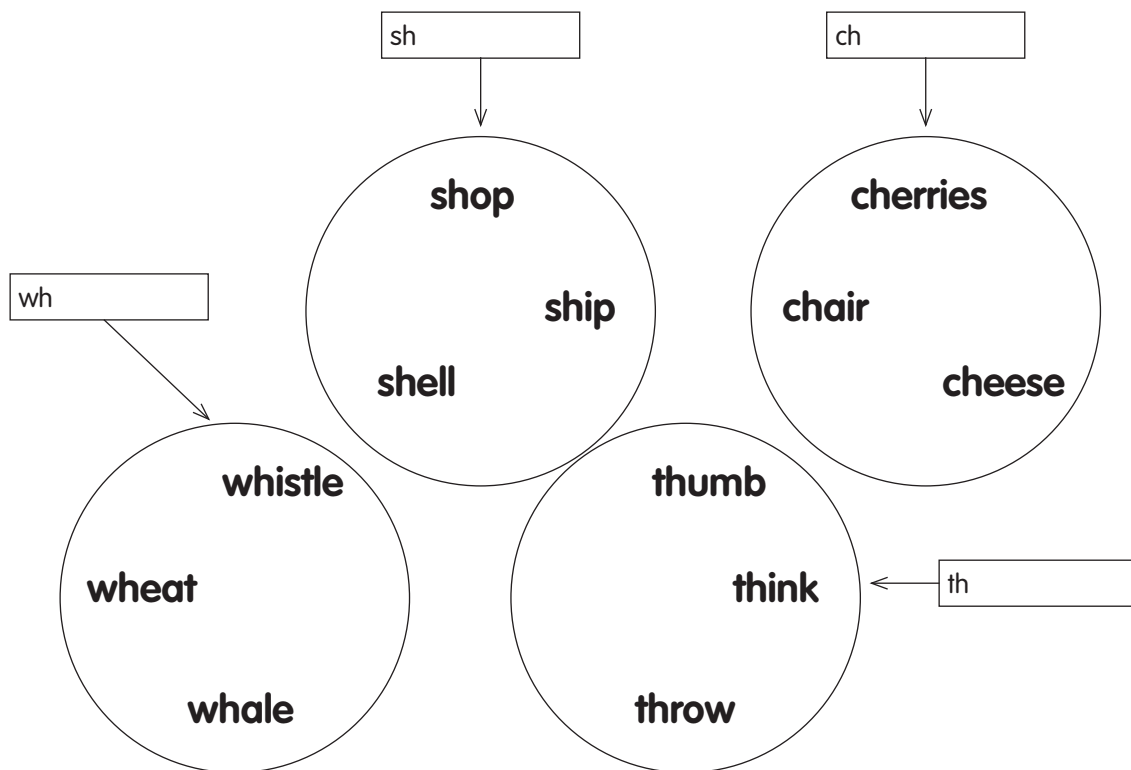 sh
ch
shop
cherries
wh
ship
chair
shell
cheese
whistle
thumb
wheat
think
th
whale
throw